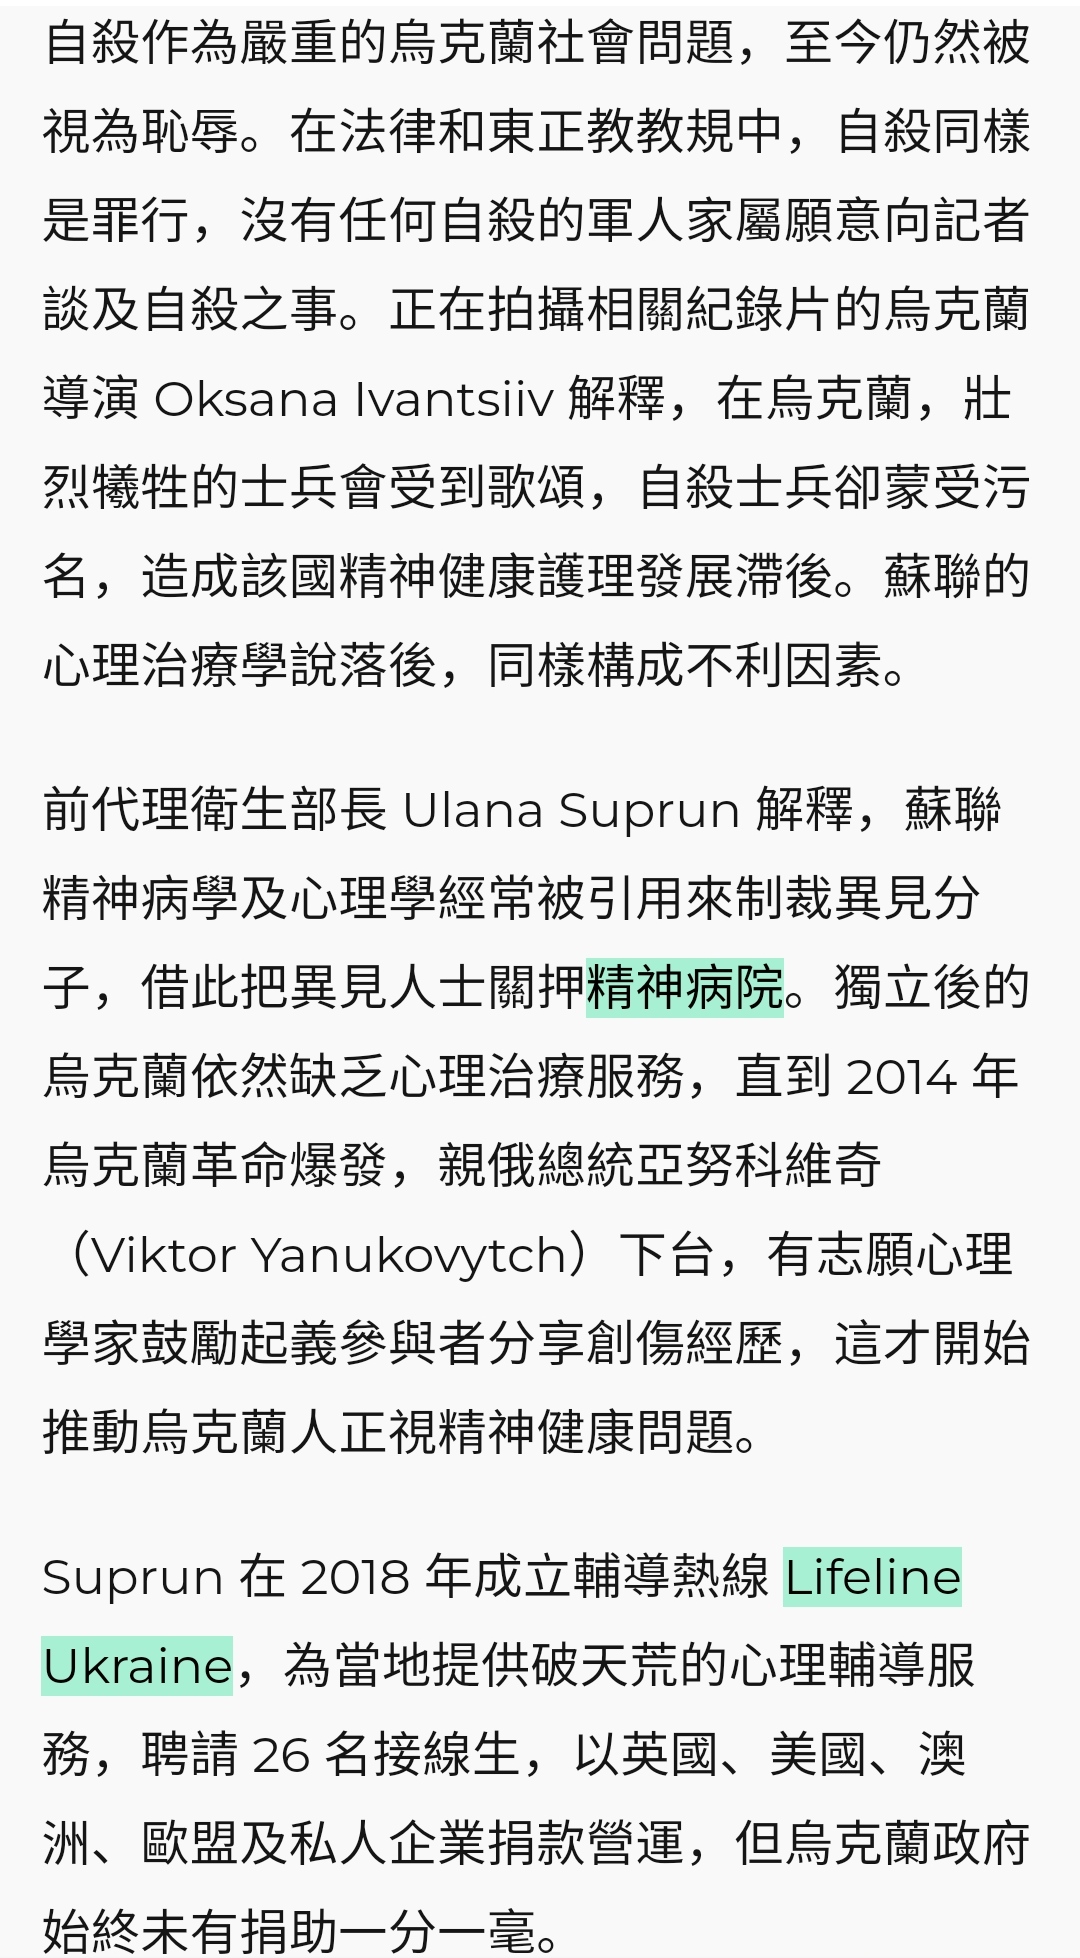 自殺作為嚴重的烏克蘭社會問題，至今仍然被
視為恥辱。在法律和東正教教規中，自殺同樣
是罪行，沒有任何自殺的軍人家屬願意向記者
談及自殺之事。正在拍攝相關紀錄片的烏克蘭
導演 Oksana Ivantsiiv 解釋，在烏克蘭，壯
烈犧牲的士兵會受到歌頌，自殺士兵卻蒙受污
名，造成該國精神健康護理發展滯後。蘇聯的
心理治療學說落後，同樣構成不利因素。
前代理衛生部長 Ulana Suprun 解釋，蘇聯
精神病學及心理學經常被引用來制裁異見分
子，借此把異見人士關押精神病院。獨立後的
烏克蘭依然缺乏心理治療服務，直到 2014 年
烏克蘭革命爆發，親俄總統亞努科維奇
（Viktor Yanukovytch）下台，有志願心理
學家鼓勵起義參與者分享創傷經歷，這才開始
推動烏克蘭人正視精神健康問題。
Suprun 在 2018 年成立輔導熱線 Lifeline
Ukraine，為當地提供破天荒的心理輔導服
務，聘請 26 名接線生，以英國、美國、澳
洲、歐盟及私人企業捐款營運，但烏克蘭政府
始終未有捐助一分一毫。